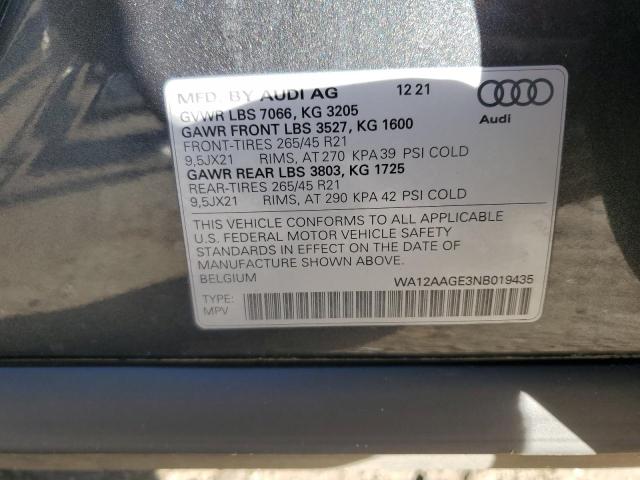 MFD. BY AUDI AG 12 21
GVWR LBS 7066, KG 3205
GAWR FRONT LBS 3527, KG 1600
FRONT-TIRES 265/45 R21
9,5JX21 RIMS, AT 270 KPA 39 PSI COLD
GAWR REAR LBS 3803, KG 1725
REAR-TIRES 265/45 R21
9,5JX21 RIMS, AT 290 KPA 42 PSI COLD
Audi
THIS VEHICLE CONFORMS TO ALL APPLICABLE
U.S. FEDERAL MOTOR VEHICLE SAFETY
STANDARDS IN EFFECT ON THE DATE OF
MANUFACTURE SHOWN ABOVE.
BELGIUM WA12AAGE3NB019435
TYPE:
MPV